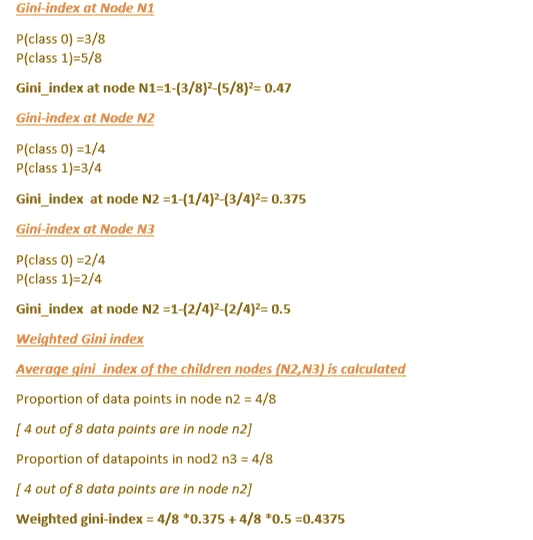 Gini-index at Node N1
P(class 0) =3/8
P(class 1)=5/8
Gini_index at node N1=1-(3/8)²-(5/8)²= 0.47
Gini-index at Node N2
P(class 0) =1/4
P(class 1)=3/4
Gini_index  at node N2 =1-(1/4)²-(3/4)²= 0.375
Gini-index at Node N3
P(class 0) =2/4
P(class 1)=2/4
Gini_index  at node N2 =1-(2/4)²-(2/4)²= 0.5
Weighted Gini index
Average gini  index of the children nodes (N2,N3) is calculated
Proportion of data points in node n2 = 4/8
[ 4 out of 8 data points are in node n2]
Proportion of datapoints in nod2 n3 = 4/8
[ 4 out of 8 data points are in node n2]
Weighted gini-index = 4/8 *0.375 + 4/8 *0.5 =0.4375